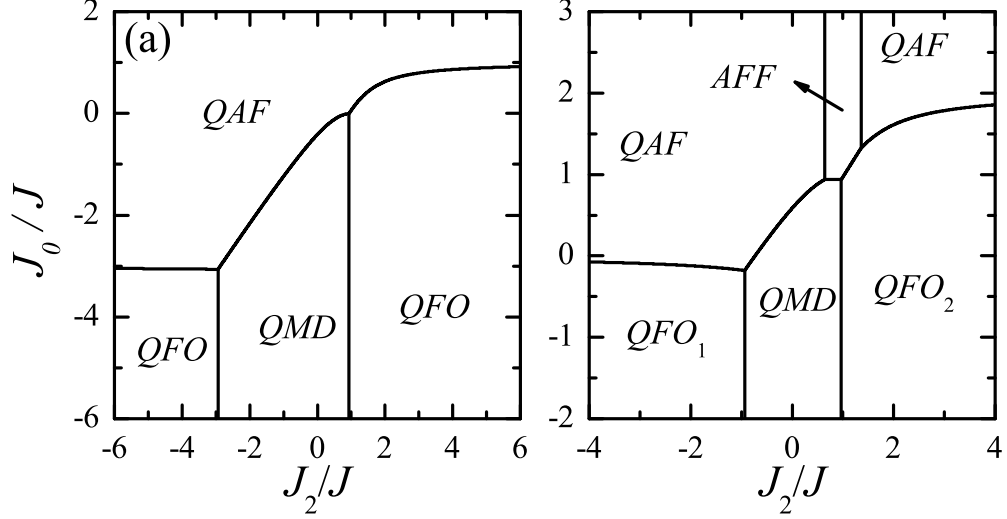 (a)
2
0
-2
-4
-6
J0/J
QAF
QFO
QMD
QFO
-6 -4 -2 0 2 4 6
J2/J
3
2
1
0
-1
-2
QAF
AFF
QAF
QFO1
QMD
QFO2
-4 -2 0 2 4
J2/J